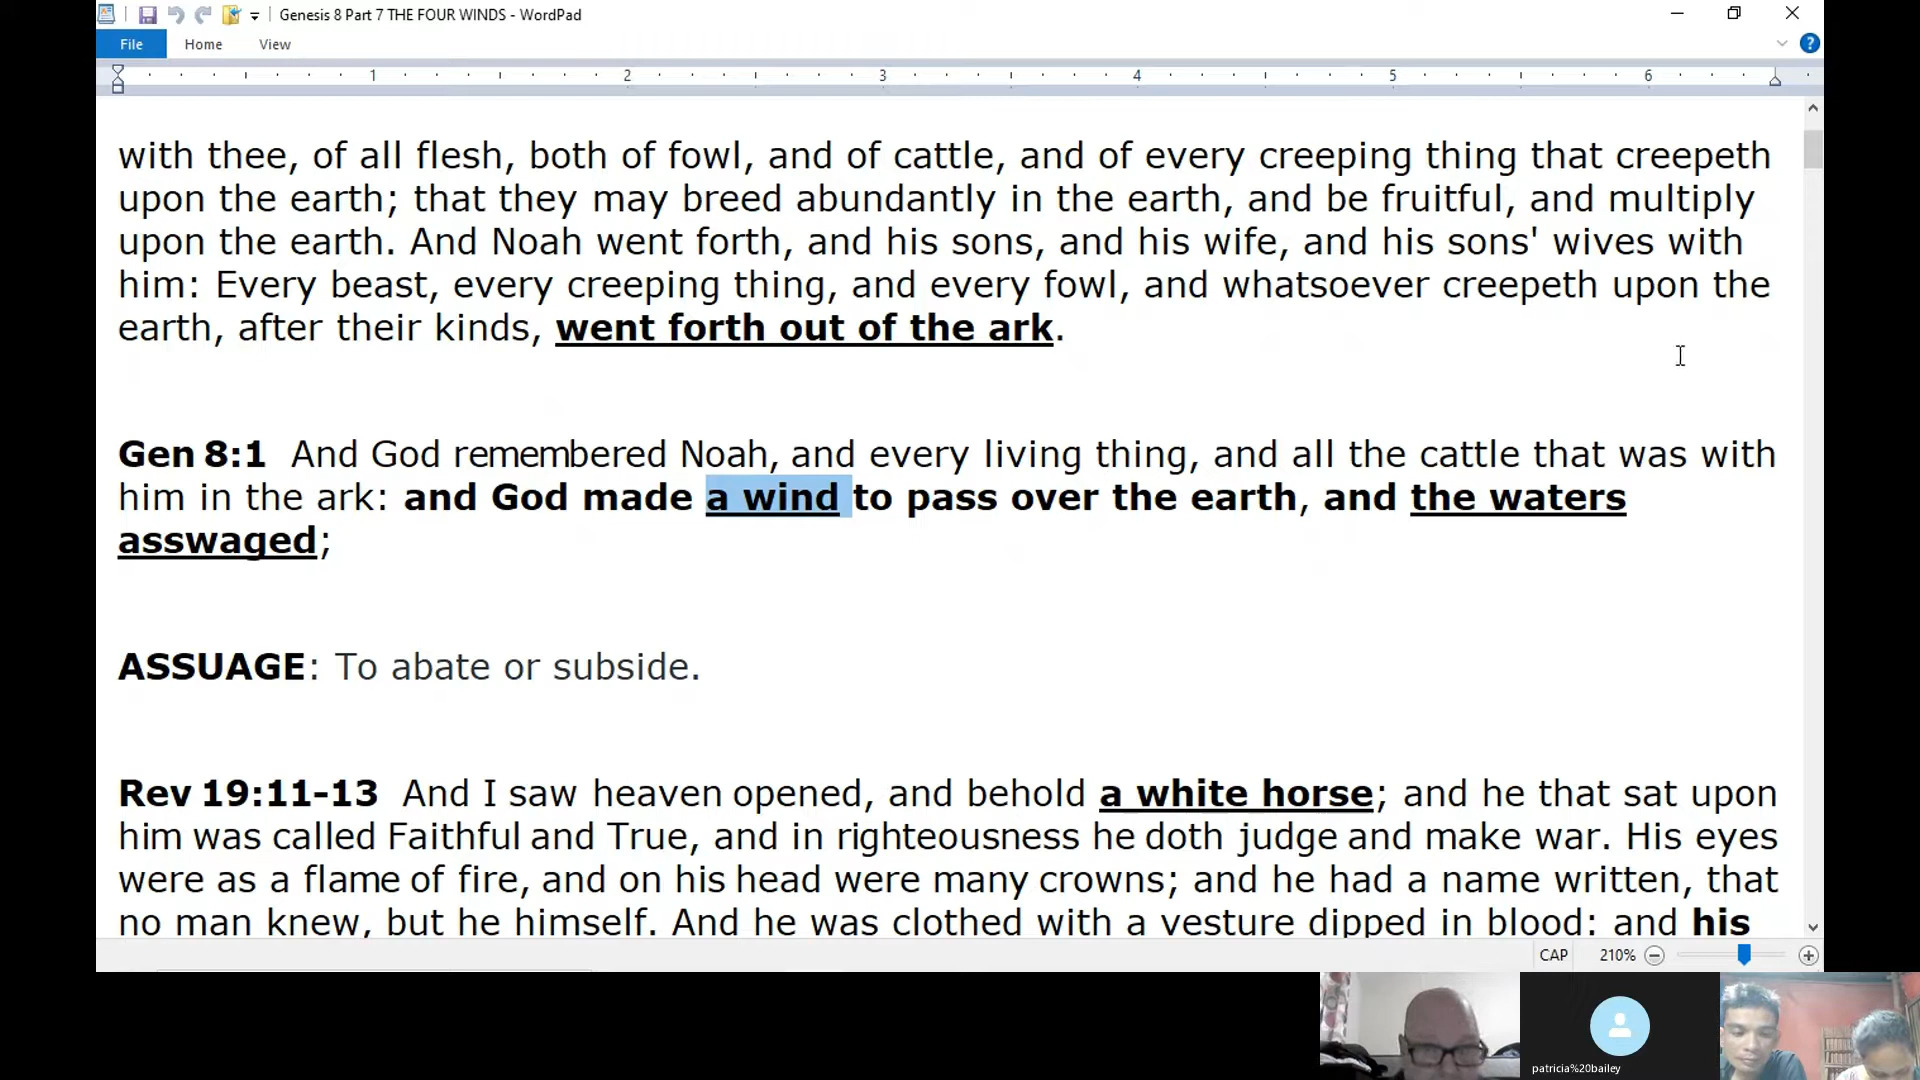 Genesis 8 Part 7 THE FOUR WINDS - WordPad
File Home View
1 2 3 4 5 6
with thee, of all flesh, both of fowl, and of cattle, and of every creeping thing that creepeth
upon the earth; that they may breed abundantly in the earth, and be fruitful, and multiply
upon the earth. And Noah went forth, and his sons, and his wife, and his sons' wives with
him: Every beast, every creeping thing, and every fowl, and whatsoever creepeth upon the
earth, after their kinds, went forth out of the ark.
Gen 8:1 And God remembered Noah, and every living thing, and all the cattle that was with
him in the ark: and God made a wind to pass over the earth, and the waters
asswaged;
ASSUAGE: To abate or subside.
Rev 19:11-13 And I saw heaven opened, and behold a white horse; and he that sat upon
him was called Faithful and True, and in righteousness he doth judge and make war. His eyes
were as a flame of fire, and on his head were many crowns; and he had a name written, that
no man knew, but he himself. And he was clothed with a vesture dipped in blood: and his
CAP 210%
patricia%20bailey